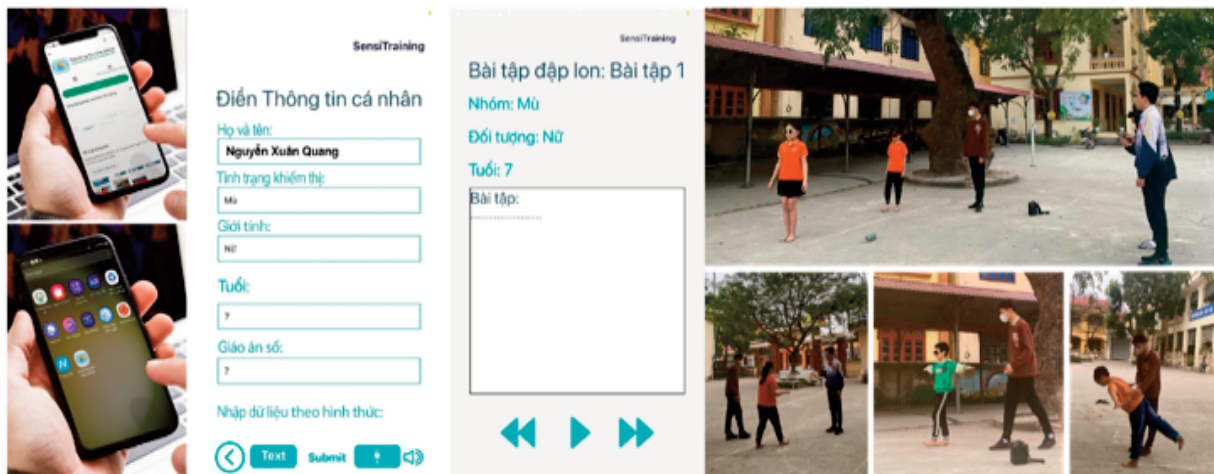 SensiTraining
Điền Thông tin cá nhân
Họ và tên:
Nguyễn Xuân Quang
Tình trạng khiếm thị:
Mù
Giới tính:
Nữ
Tuổi:
?
Giáo án số:
?
Nhập dữ liệu theo hình thức:
Text
Submit
SensiTraining
Bài tập đập lon: Bài tập 1
Nhóm: Mù
Đối tượng: Nữ
Tuổi: 7
Bài tập: